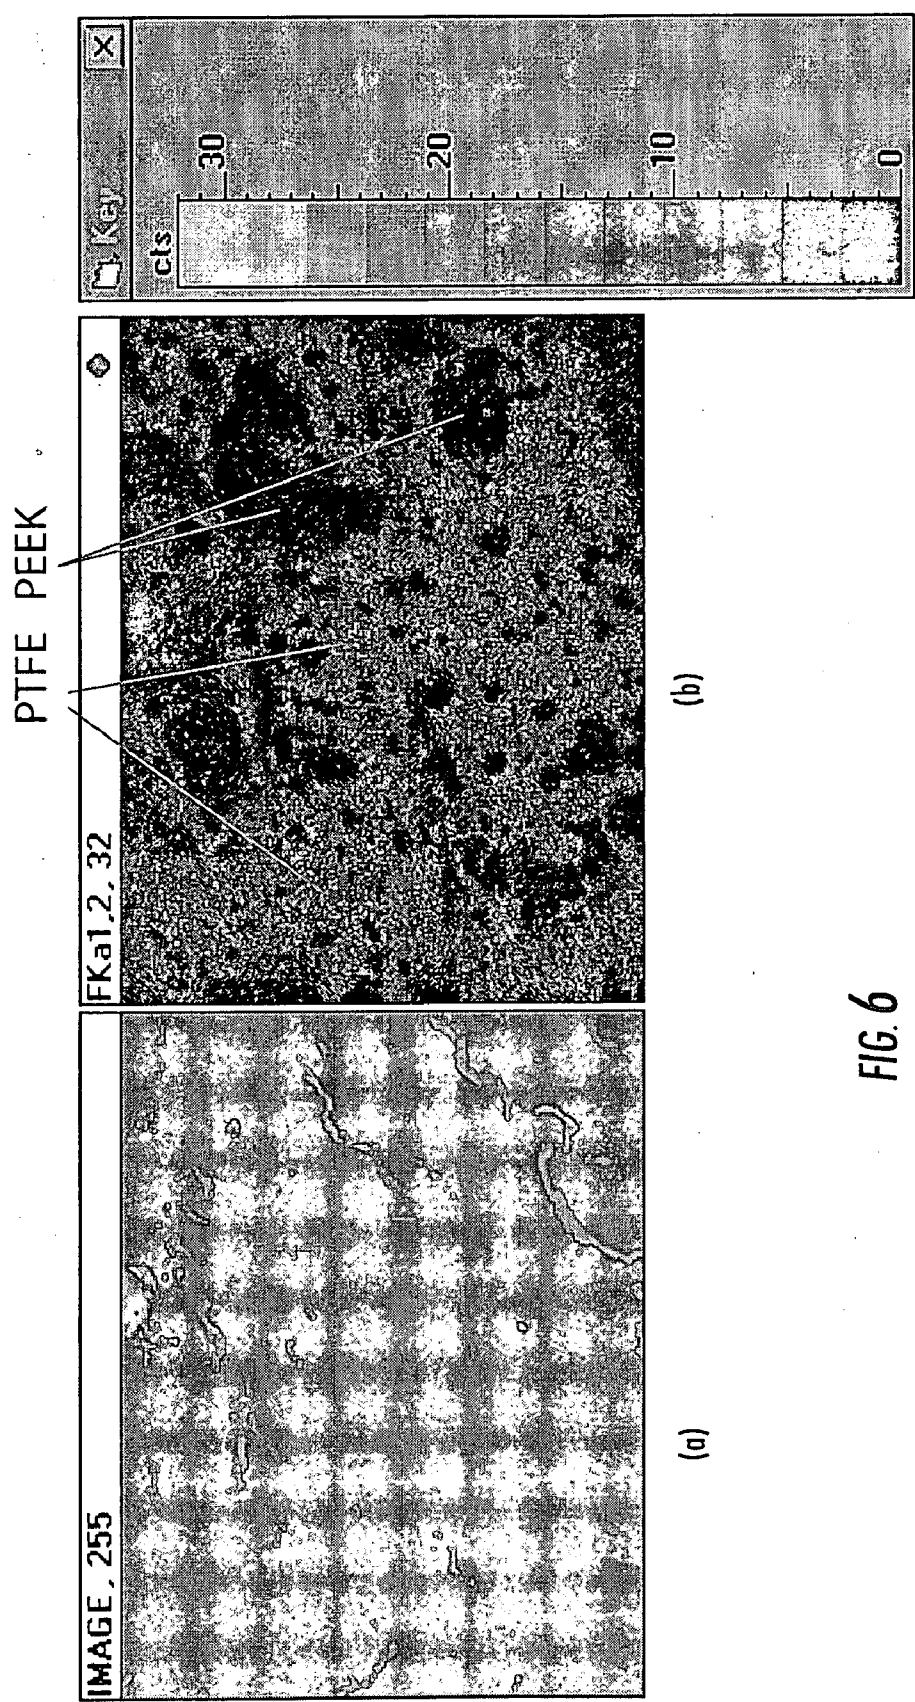 PTFE PEEK
IMAGE, 255
FKa1,2, 32
Key
cts
30
20
10
0
(a)
(b)
FIG. 6